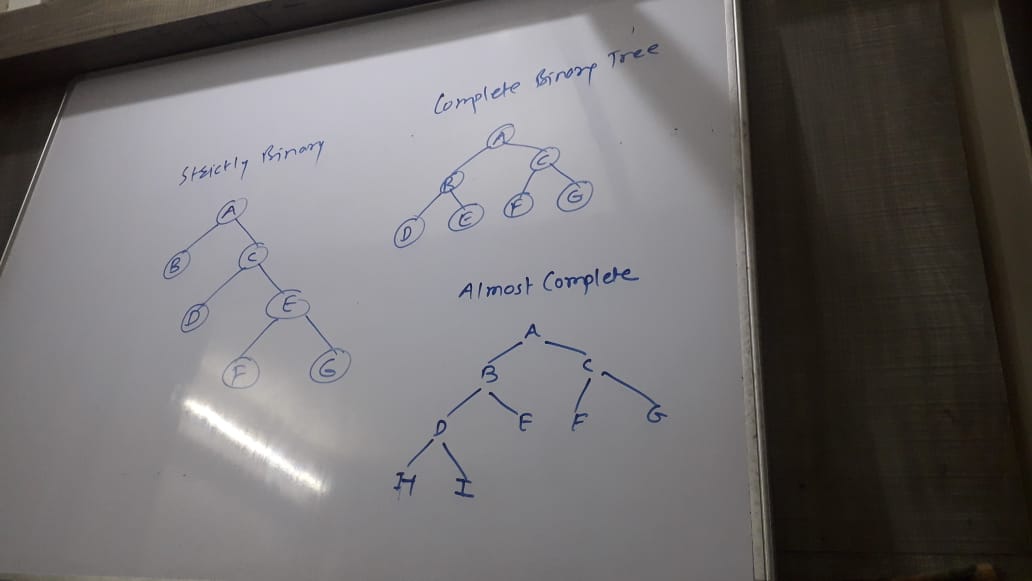 Strictly Binary
A
B C
D E
F G
Complete Binary Tree
A
B C
D E F G
Almost Complete
A
B C
D E F G
H I